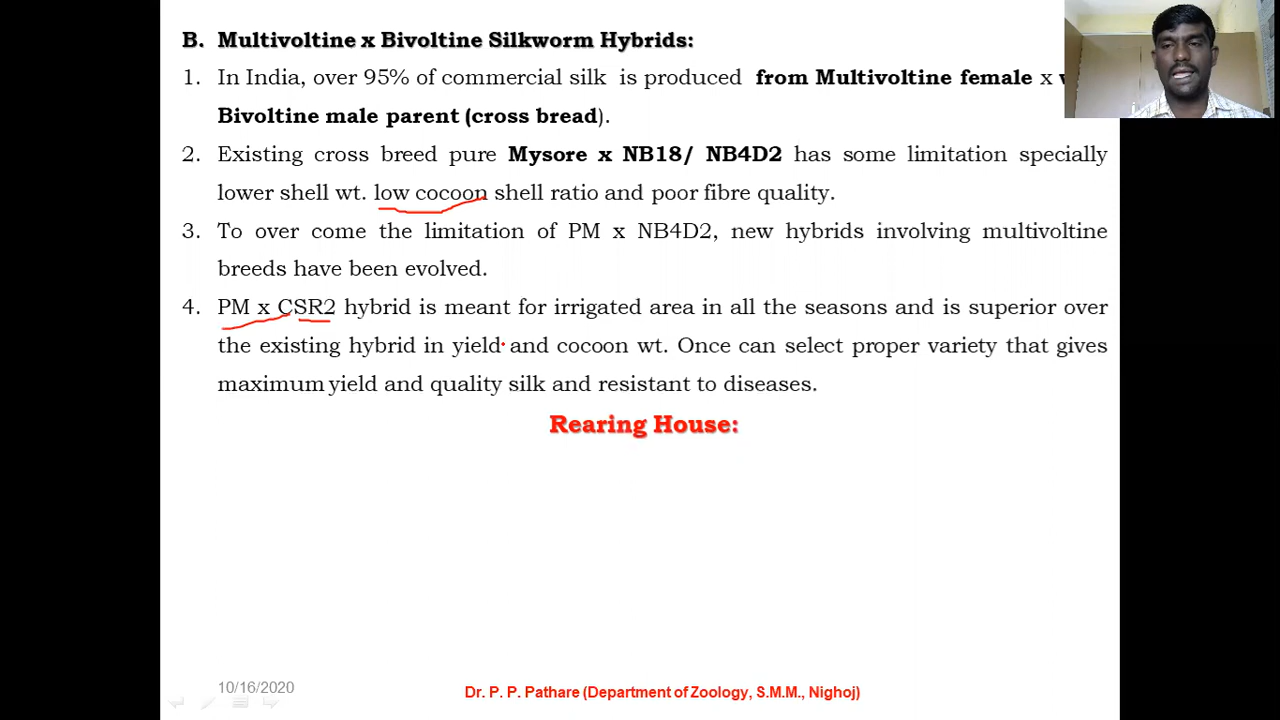 B. Multivoltine x Bivoltine Silkworm Hybrids:
1. In India, over 95% of commercial silk is produced from Multivoltine female x
Bivoltine male parent (cross bread).
2. Existing cross breed pure Mysore x NB18/ NB4D2 has some limitation specially
lower shell wt. low cocoon shell ratio and poor fibre quality.
3. To over come the limitation of PM x NB4D2, new hybrids involving multivoltine
breeds have been evolved.
4. PM x CSR2 hybrid is meant for irrigated area in all the seasons and is superior over
the existing hybrid in yield and cocoon wt. Once can select proper variety that gives
maximum yield and quality silk and resistant to diseases.
Rearing House:
10/16/2020
Dr. P. P. Pathare (Department of Zoology, S.M.M., Nighoj)